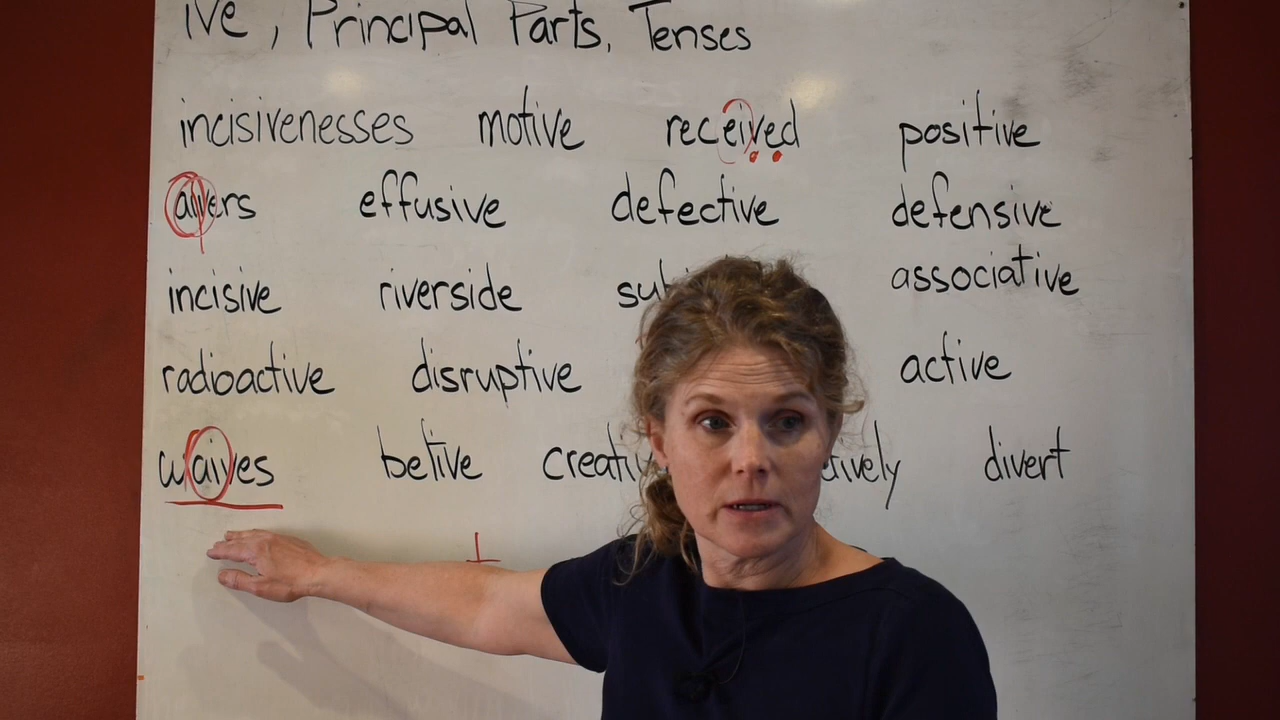 ive, Principal Parts, Tenses
incisivenesses motive received positive
aivers effusive defective defensive
incisive riverside associative
radioactive disruptive active
waives betive divert